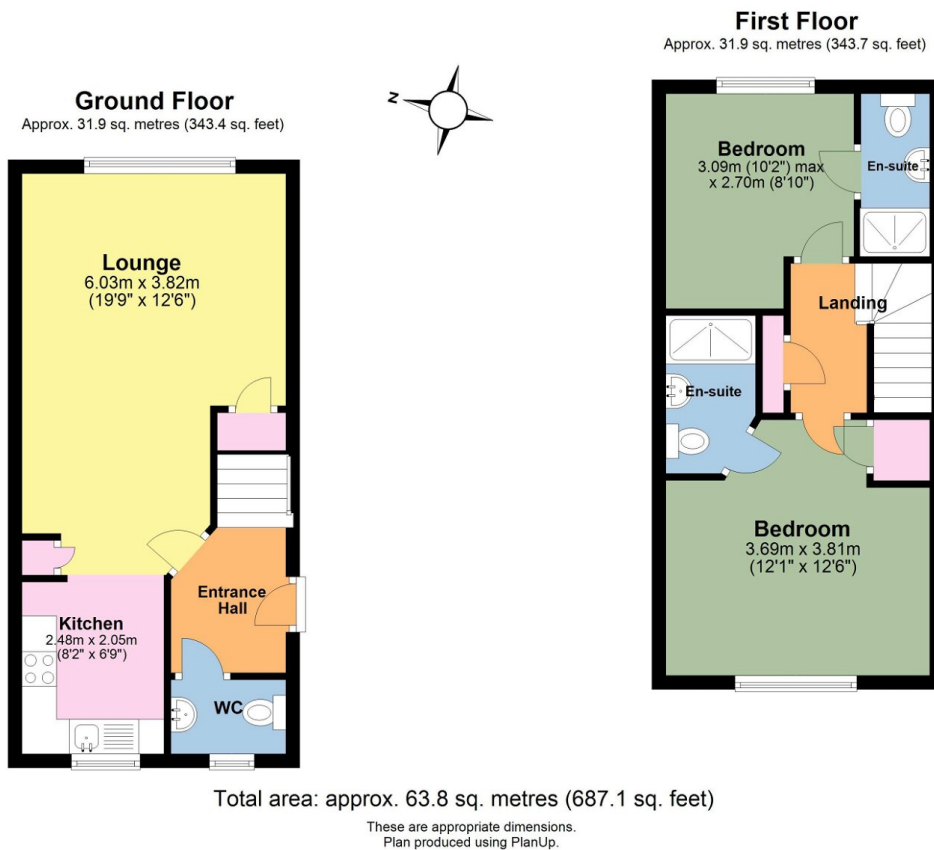 Ground Floor
Approx. 31.9 sq. metres (343.4 sq. feet)
N
Lounge
6.03m x 3.82m
(19'9" x 12'6")
Kitchen
2.48m x 2.05m
(8'2" x 6'9")
Entrance
Hall
WC
First Floor
Approx. 31.9 sq. metres (343.7 sq. feet)
Bedroom
3.09m (10'2") max
x 2.70m (8'10")
En-suite
Landing
En-suite
Bedroom
3.69m x 3.81m
(12'1" x 12'6")
Total area: approx. 63.8 sq. metres (687.1 sq. feet)
These are appropriate dimensions.
Plan produced using PlanUp.